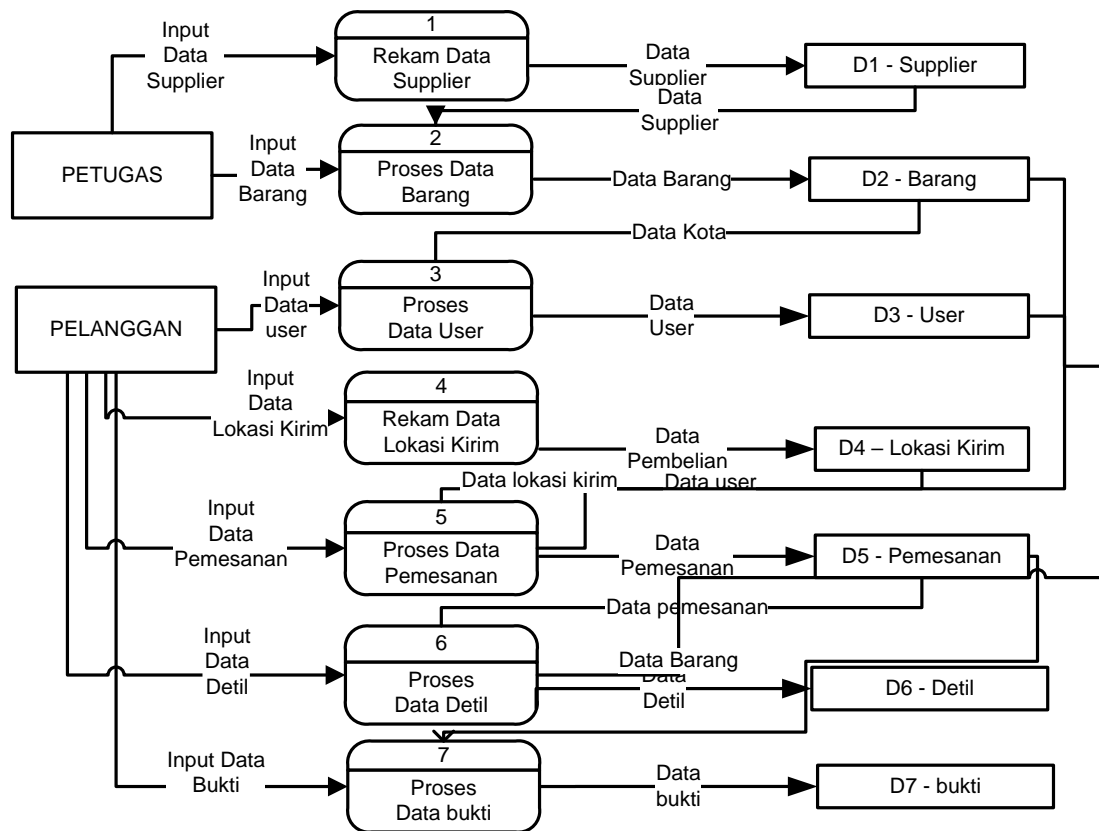 Input
Data
Supplier
1
Rekam Data
Supplier
Data
Supplier
D1 - Supplier
Data
Supplier
PETUGAS
Input
Data
Barang
2
Proses Data
Barang
Data Barang
D2 - Barang
Data Kota
PELANGGAN
Input
Data
user
3
Proses
Data User
Data
User
D3 - User
Input
Data
Lokasi Kirim
4
Rekam Data
Lokasi Kirim
Data
Pembelian
D4 – Lokasi Kirim
Data lokasi kirim
Data user
Input
Data
Pemesanan
5
Proses Data
Pemesanan
Data
Pemesanan
D5 - Pemesanan
Data pemesanan
Input
Data
Detil
6
Proses
Data Detil
Data Barang
Data
Detil
D6 - Detil
Input Data
Bukti
7
Proses
Data bukti
Data
bukti
D7 - bukti